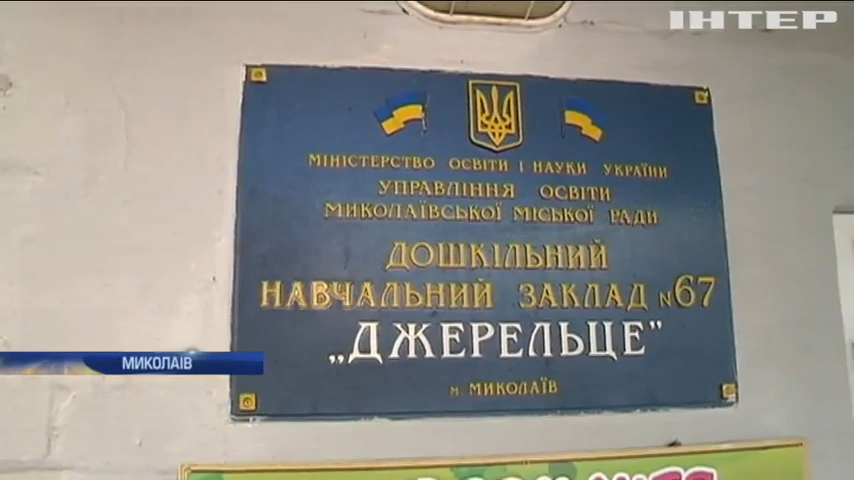 ІНТЕР
МІНІСТЕРСТВО ОСВІТИ І НАУКИ УКРАЇНИ
УПРАВЛІННЯ ОСВІТИ
МИКОЛАЇВСЬКОЇ МІСЬКОЇ РАДИ
ДОШКІЛЬНИЙ
НАВЧАЛЬНИЙ ЗАКЛАД №67
„ДЖЕРЕЛЬЦЕ”
м. МИКОЛАЇВ
МИКОЛАЇВ